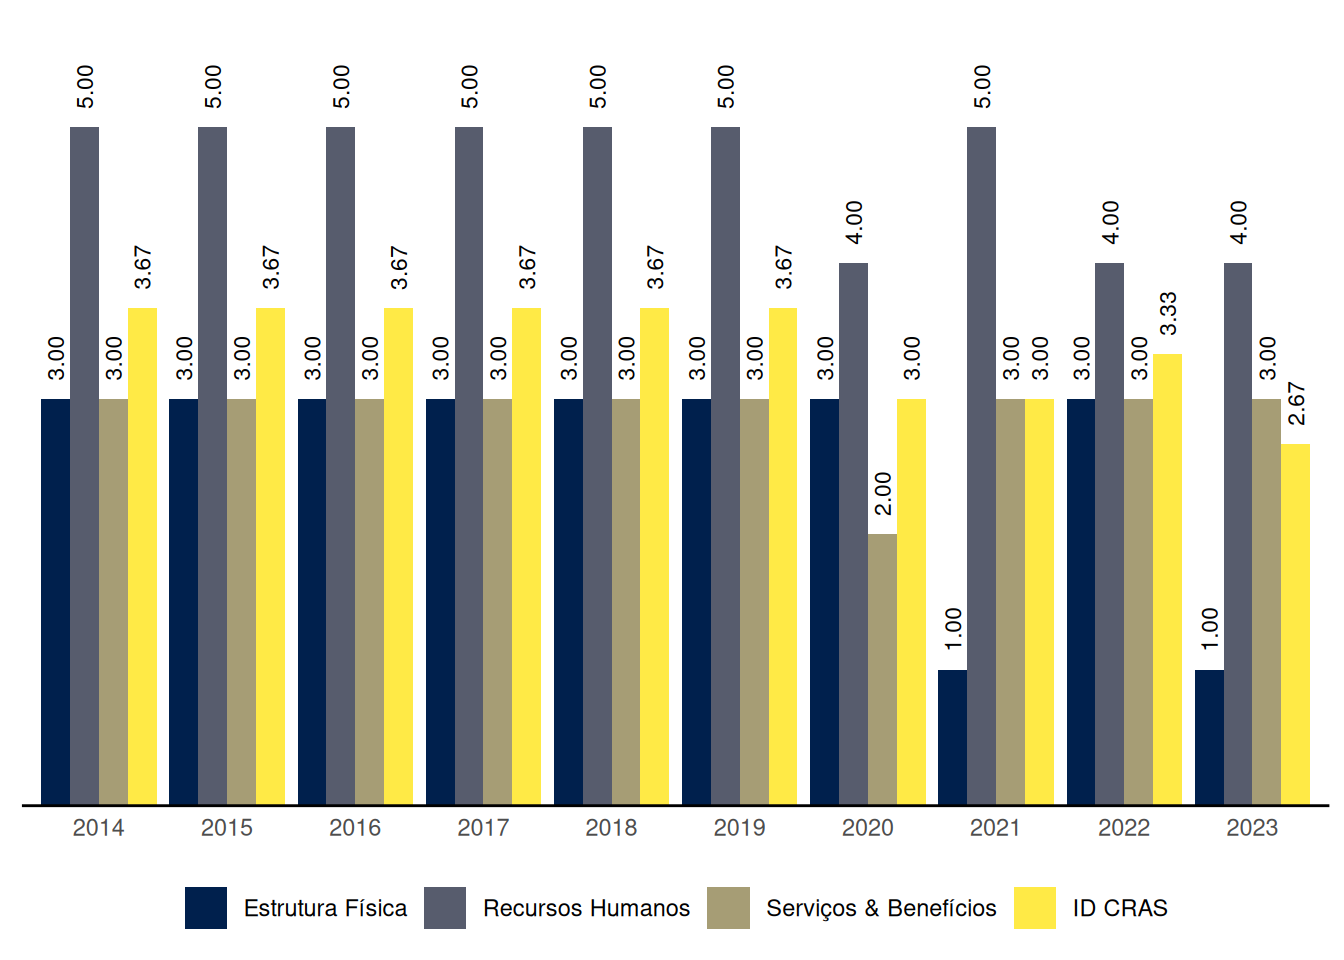 5.00 5.00 5.00 5.00 5.00 5.00 5.00
4.00 4.00 4.00
3.67 3.67 3.67 3.67 3.67 3.67
3.33
3.00 3.00 3.00 3.00 3.00 3.00 3.00 3.00 3.00 3.00 3.00 3.00 3.00 3.00 3.00 3.00 3.00 3.00 3.00
2.67
2.00
1.00 1.00
2014 2015 2016 2017 2018 2019 2020 2021 2022 2023
Estrutura Física Recursos Humanos Serviços & Benefícios ID CRAS